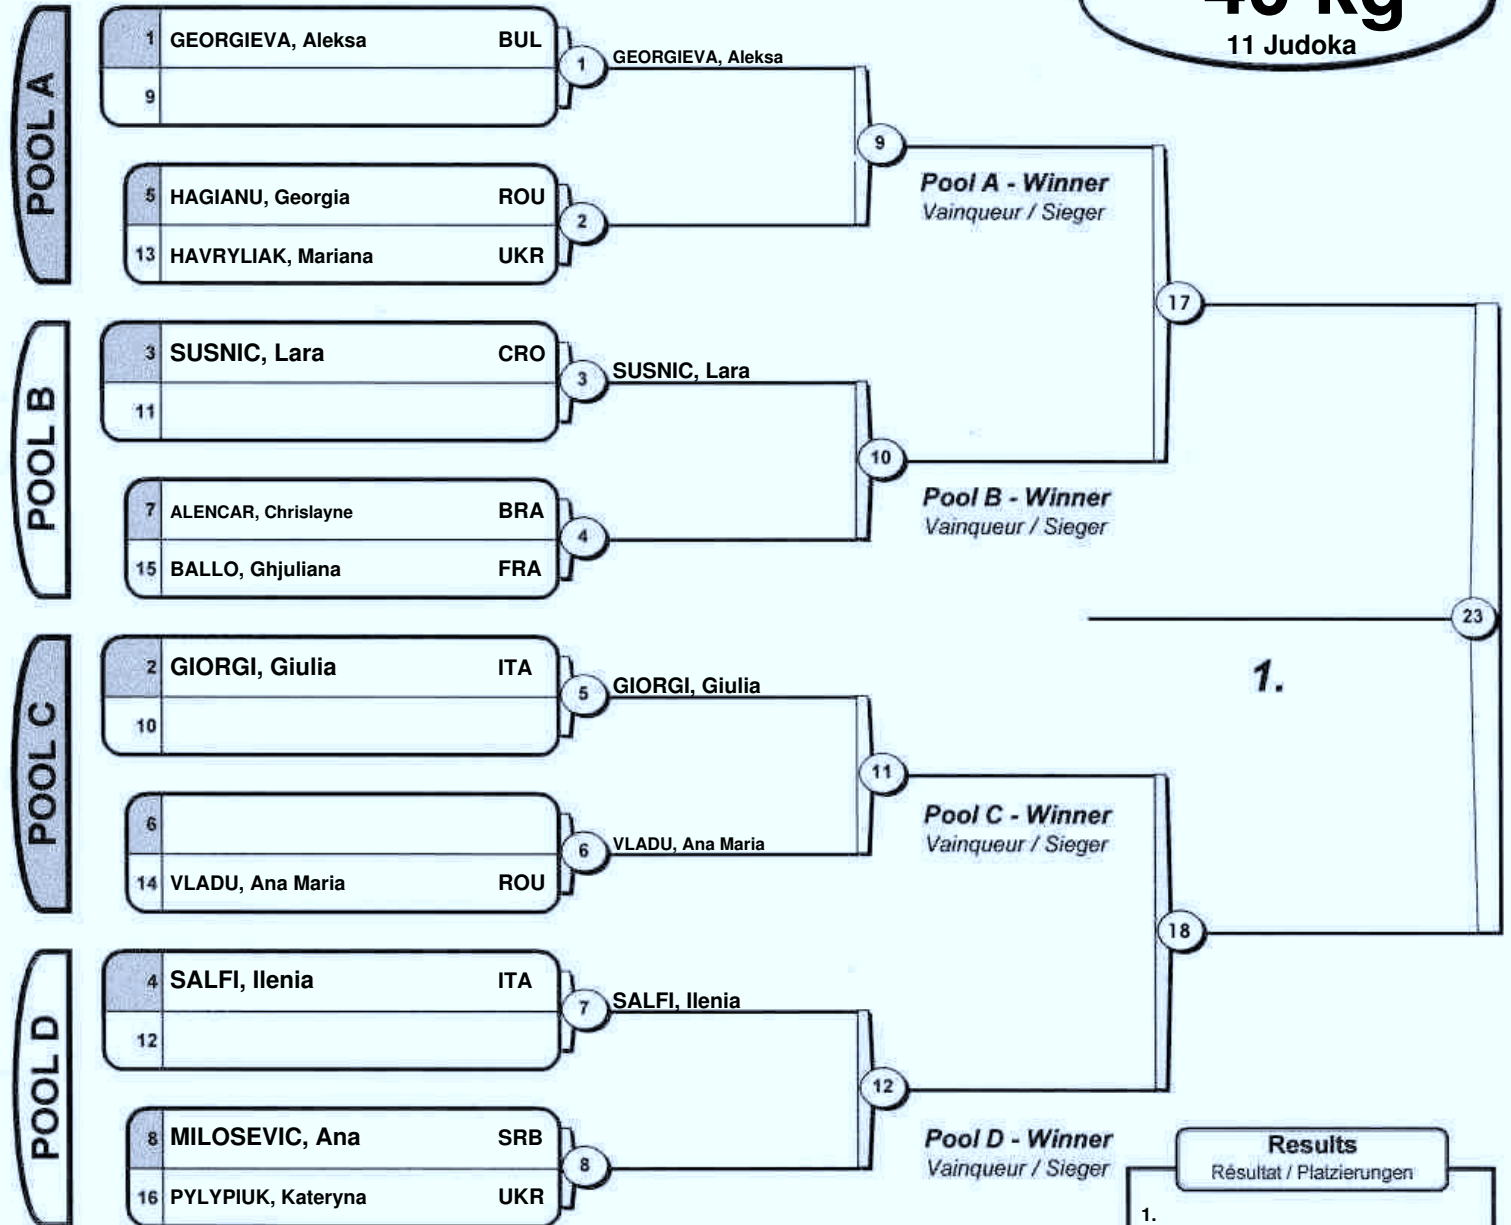 11 Judoka
POOL A
1 GEORGIEVA, Aleksa BUL
9
1 GEORGIEVA, Aleksa
5 HAGIANU, Georgia ROU
13 HAVRYLIAK, Mariana UKR
2
9
Pool A - Winner
Vainqueur / Sieger
POOL B
3 SUSNIC, Lara CRO
11
3 SUSNIC, Lara
7 ALENCAR, Chrislayne BRA
15 BALLO, Ghjuliana FRA
4
10
Pool B - Winner
Vainqueur / Sieger
17
POOL C
2 GIORGI, Giulia ITA
10
5 GIORGI, Giulia
6
14 VLADU, Ana Maria ROU
6 VLADU, Ana Maria
11
Pool C - Winner
Vainqueur / Sieger
POOL D
4 SALFI, Ilenia ITA
12
7 SALFI, Ilenia
8 MILOSEVIC, Ana SRB
16 PYLYPIUK, Kateryna UKR
8
12
Pool D - Winner
Vainqueur / Sieger
18
23
1.
Results
Résultat / Platzierungen
1.